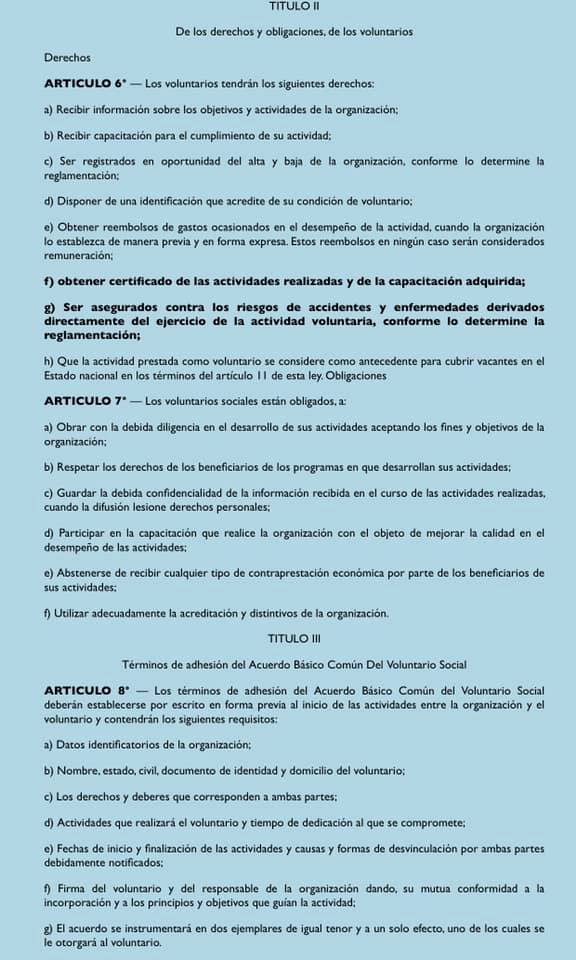 TITULO II
De los derechos y obligaciones, de los voluntarios
Derechos
ARTICULO 6° — Los voluntarios tendrán los siguientes derechos:
a) Recibir información sobre los objetivos y actividades de la organización;
b) Recibir capacitación para el cumplimiento de su actividad;
c) Ser registrados en oportunidad del alta y baja de la organización, conforme lo determine la
reglamentación;
d) Disponer de una identificación que acredite de su condición de voluntario;
e) Obtener reembolsos de gastos ocasionados en el desempeño de la actividad, cuando la organización
lo establezca de manera previa y en forma expresa. Estos reembolsos en ningún caso serán considerados
remuneración;
f) obtener certificado de las actividades realizadas y de la capacitación adquirida;
g) Ser asegurados contra los riesgos de accidentes y enfermedades derivados
directamente del ejercicio de la actividad voluntaria, conforme lo determine la
reglamentación;
h) Que la actividad prestada como voluntario se considere como antecedente para cubrir vacantes en el
Estado nacional en los términos del artículo 11 de esta ley. Obligaciones
ARTICULO 7° — Los voluntarios sociales están obligados, a:
a) Obrar con la debida diligencia en el desarrollo de sus actividades aceptando los fines y objetivos de la
organización;
b) Respetar los derechos de los beneficiarios de los programas en que desarrollan sus actividades;
c) Guardar la debida confidencialidad de la información recibida en el curso de las actividades realizadas,
cuando la difusión lesione derechos personales;
d) Participar en la capacitación que realice la organización con el objeto de mejorar la calidad en el
desempeño de las actividades;
e) Abstenerse de recibir cualquier tipo de contraprestación económica por parte de los beneficiarios de
sus actividades;
f) Utilizar adecuadamente la acreditación y distintivos de la organización.
TITULO III
Términos de adhesión del Acuerdo Básico Común Del Voluntario Social
ARTICULO 8° — Los términos de adhesión del Acuerdo Básico Común del Voluntario Social
deberán establecerse por escrito en forma previa al inicio de las actividades entre la organización y el
voluntario y contendrán los siguientes requisitos:
a) Datos identificatorios de la organización;
b) Nombre, estado, civil, documento de identidad y domicilio del voluntario;
c) Los derechos y deberes que corresponden a ambas partes;
d) Actividades que realizará el voluntario y tiempo de dedicación al que se compromete;
e) Fechas de inicio y finalización de las actividades y causas y formas de desvinculación por ambas partes
debidamente notificados;
f) Firma del voluntario y del responsable de la organización dando, su mutua conformidad a la
incorporación y a los principios y objetivos que guían la actividad;
g) El acuerdo se instrumentará en dos ejemplares de igual tenor y a un solo efecto, uno de los cuales se
le otorgará al voluntario.